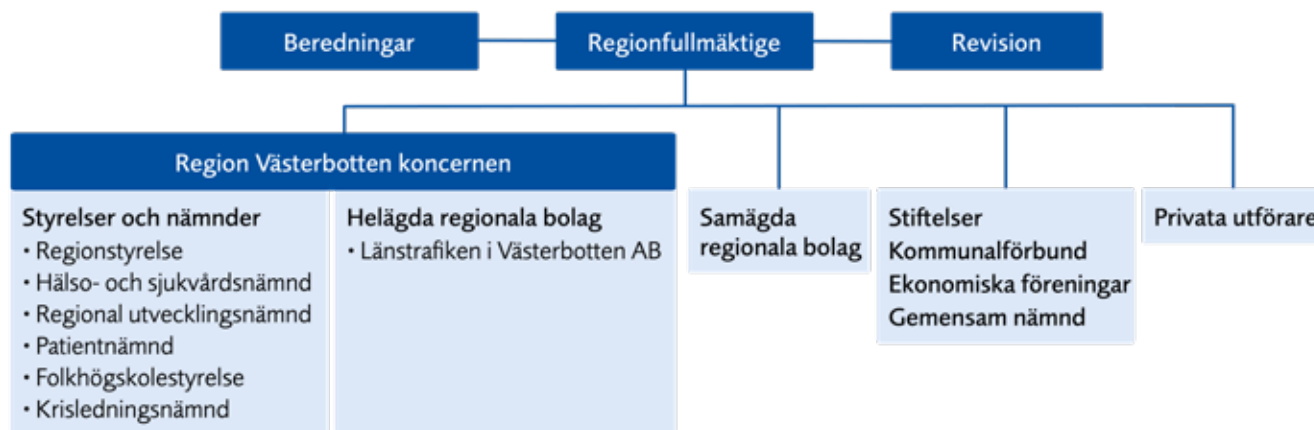 Beredningar
Regionfullmäktige
Revision
Region Västerbotten koncernen
Styrelser och nämnder
• Regionstyrelse
• Hälso- och sjukvårdsnämnd
• Regional utvecklingsnämnd
• Patientnämnd
• Folkhögskolestyrelse
• Krisledningsnämnd
Helägda regionala bolag
• Länstrafiken i Västerbotten AB
Samägda
regionala bolag
Stiftelser
Kommunalförbund
Ekonomiska föreningar
Gemensam nämnd
Privata utförare